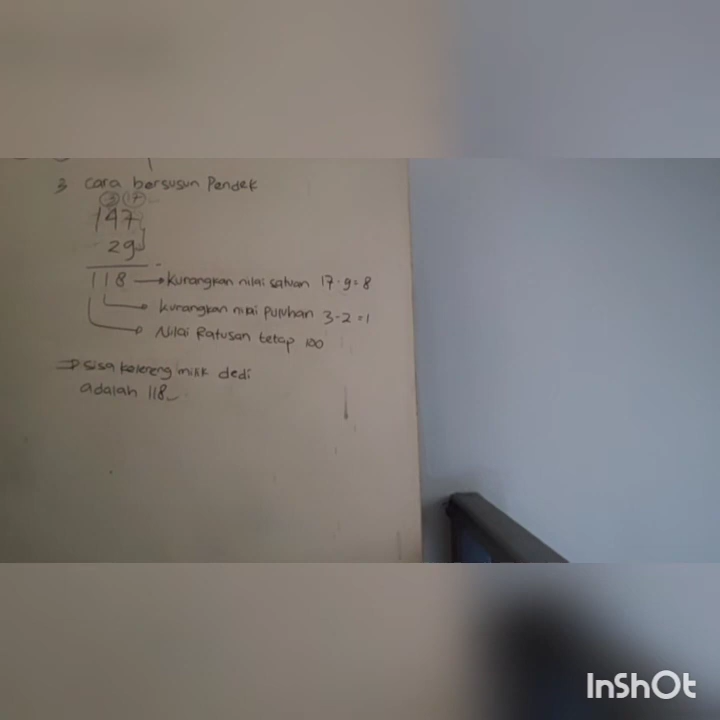 3 Cara bersusun Pendek
3 17
147
29
-
118 → Kurangkan nilai satuan 17-9=8
→ Kurangkan nilai Puluhan 3-2=1
→ Nilai Ratusan tetap 100
⇒ Sisa kelereng milik dedi
adalah 118
InShOt